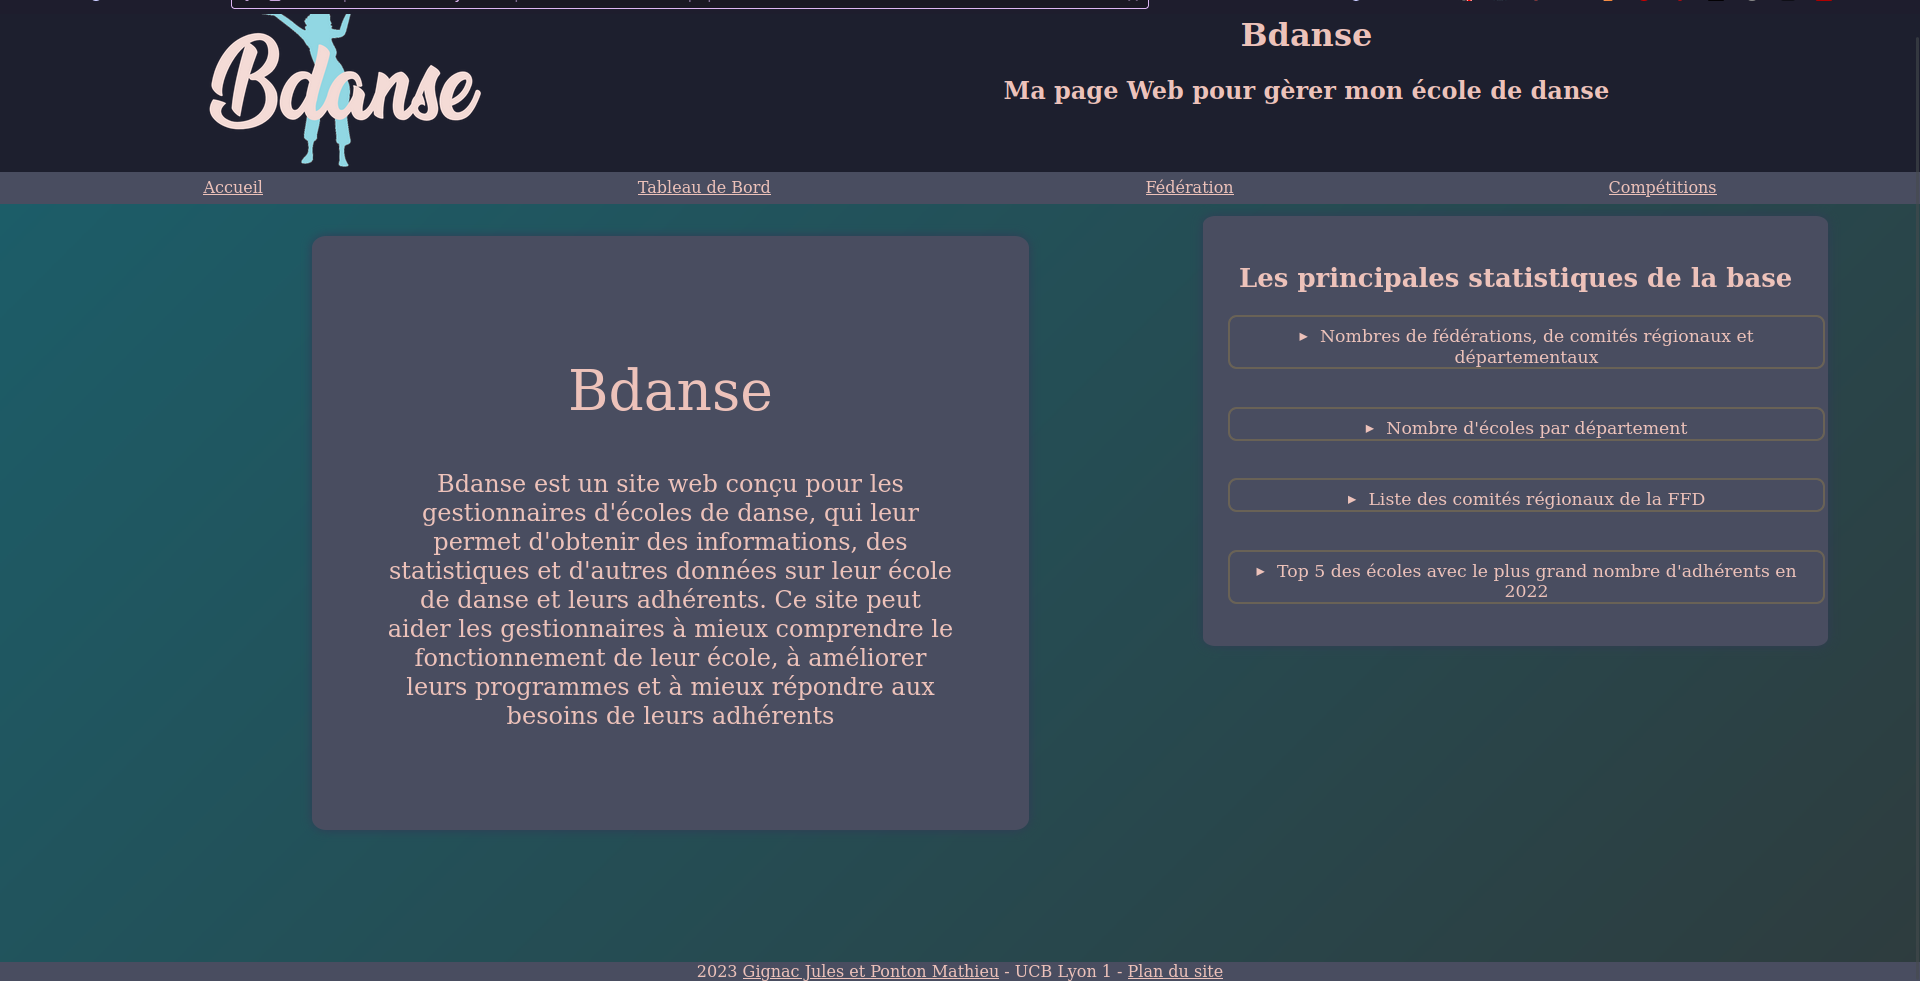 Bdanse
Bdanse
Ma page Web pour gèrer mon école de danse
Accueil
Tableau de Bord
Fédération
Compétitions
Bdanse
Bdanse est un site web conçu pour les
gestionnaires d'écoles de danse, qui leur
permet d'obtenir des informations, des
statistiques et d'autres données sur leur école
de danse et leurs adhérents. Ce site peut
aider les gestionnaires à mieux comprendre le
fonctionnement de leur école, à améliorer
leurs programmes et à mieux répondre aux
besoins de leurs adhérents
Les principales statistiques de la base
▸ Nombres de fédérations, de comités régionaux et
départementaux
▸ Nombre d'écoles par département
▸ Liste des comités régionaux de la FFD
▸ Top 5 des écoles avec le plus grand nombre d'adhérents en
2022
2023 Gignac Jules et Ponton Mathieu - UCB Lyon 1 - Plan du site